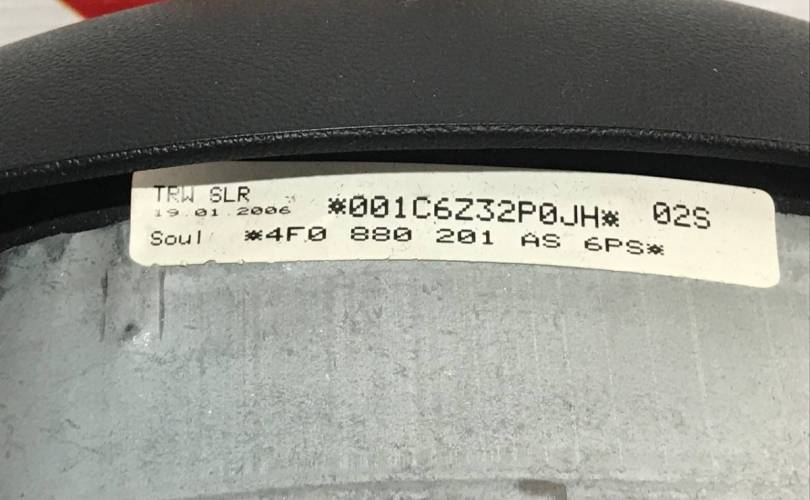 TRW SLR
19.01.2006
*001C6Z32P0JH* 02S
Soul *4F0 880 201 AS 6PS*